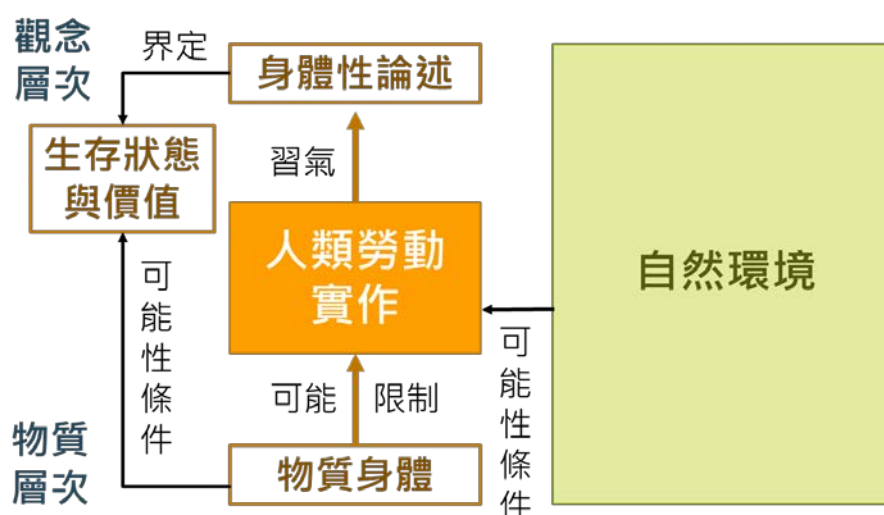 觀念
層次
界定
身體性論述
生存狀態
與價值
習氣
人類勞動
實作
自然環境
可能性條件
可能 限制
可能性條件
物質
層次
物質身體